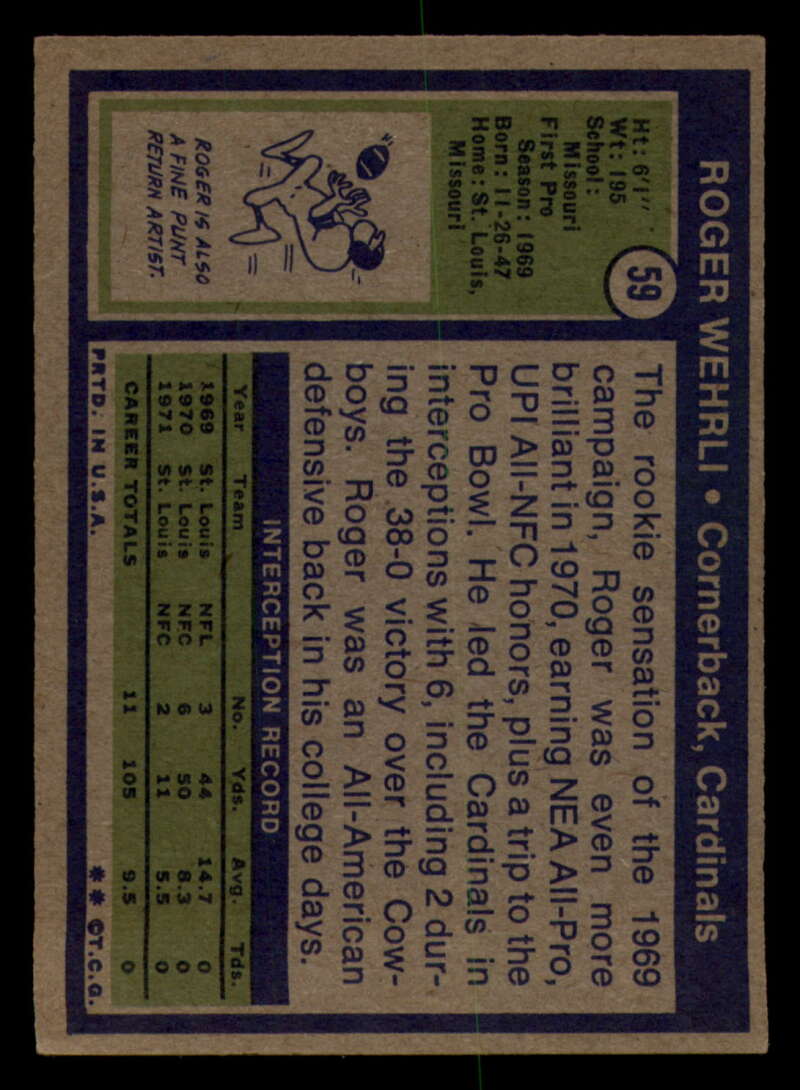 ROGER WEHRLI • Cornerback, Cardinals
59
Ht: 6'1"
Wt: 195
School:
Missouri
First Pro
Season: 1969
Born: 11-26-47
Home: St. Louis,
Missouri
ROGER IS ALSO
A FINE PUNT
RETURN ARTIST.
The rookie sensation of the 1969
campaign, Roger was even more
brilliant in 1970, earning NEA All-Pro,
UPI All-NFC honors, plus a trip to the
Pro Bowl. He led the Cardinals in
interceptions with 6, including 2 dur-
ing the 38-0 victory over the Cow-
boys. Roger was an All-American
defensive back in his college days.
INTERCEPTION RECORD
Year Team No. Yds. Avg. Tds.
1969 St. Louis NFL 3 44 14.7 0
1970 St. Louis NFC 6 50 8.3 0
1971 St. Louis NFC 2 11 5.5 0
CAREER TOTALS 11 105 9.5 0
PRTD. IN U.S.A. ** ©T.C.G.